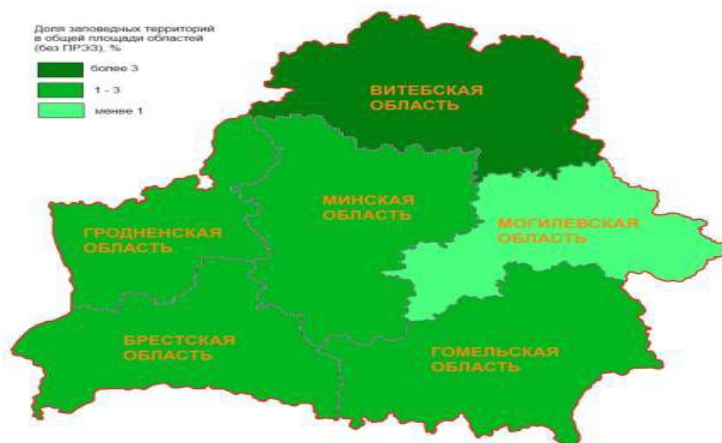 Доля заповедных территорий
в общей площади областей
(без ПРЭЗ), %
более 3
1 - 3
менее 1
ВИТЕБСКАЯ
ОБЛАСТЬ
МИНСКАЯ
ОБЛАСТЬ
МОГИЛЕВСКАЯ
ОБЛАСТЬ
ГРОДНЕНСКАЯ
ОБЛАСТЬ
БРЕСТСКАЯ
ОБЛАСТЬ
ГОМЕЛЬСКАЯ
ОБЛАСТЬ